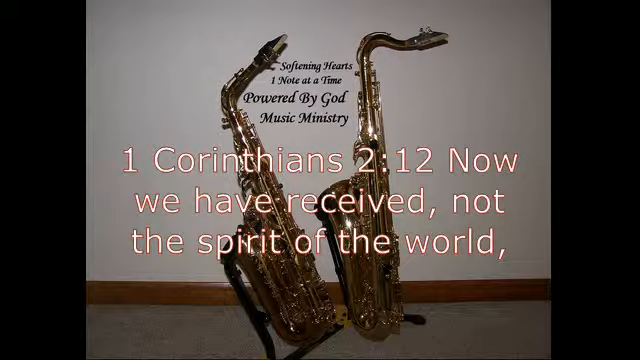 Softening Hearts
1 Note at a Time
Powered By God
Music Ministry
1 Corinthians 2:12 Now
we have received, not
the spirit of the world,